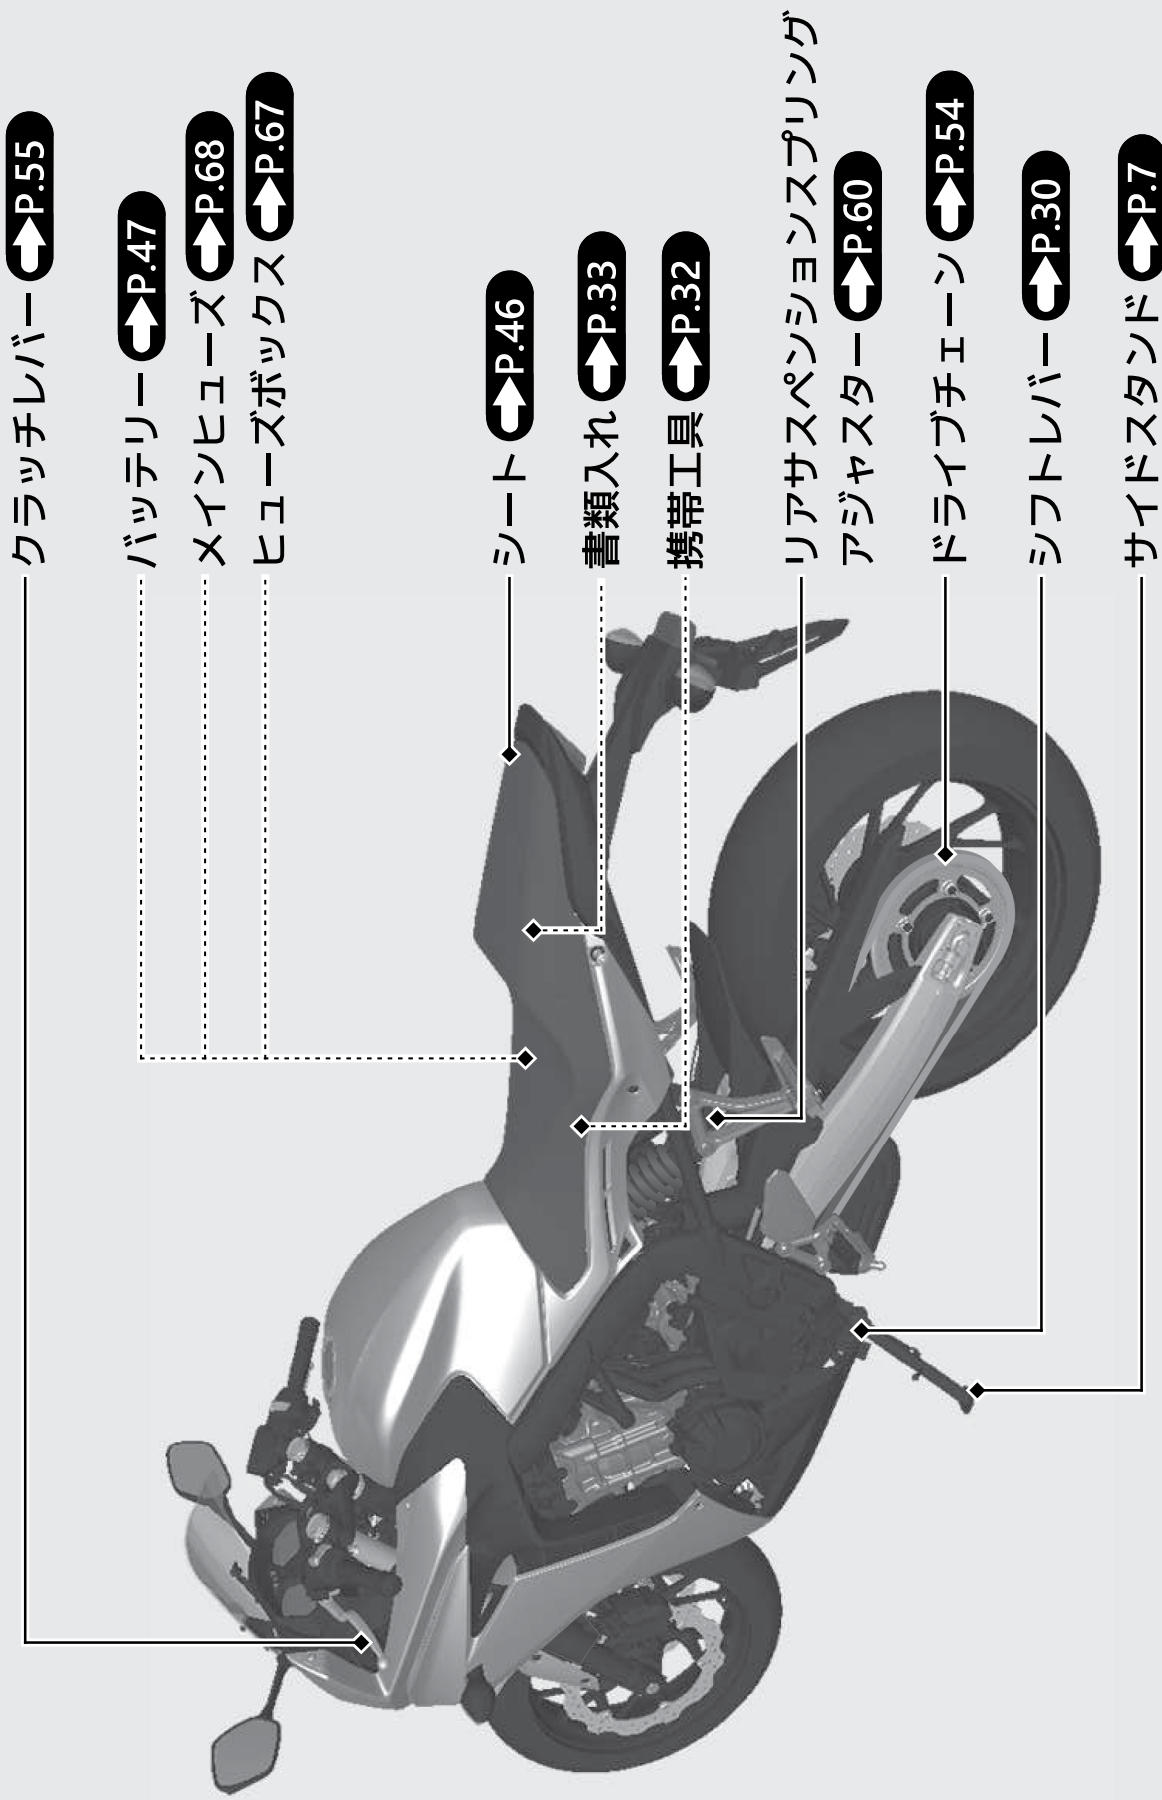 クラッチレバー ➡P.55
バッテリー ➡P.47
メインヒューズ ➡P.68
ヒューズボックス ➡P.67
シート ➡P.46
書類入れ ➡P.33
携帯工具 ➡P.32
リアサスペンションスプリング
アジャスター ➡P.60
ドライブチェーン ➡P.54
シフトレバー ➡P.30
サイドスタンド ➡P.7